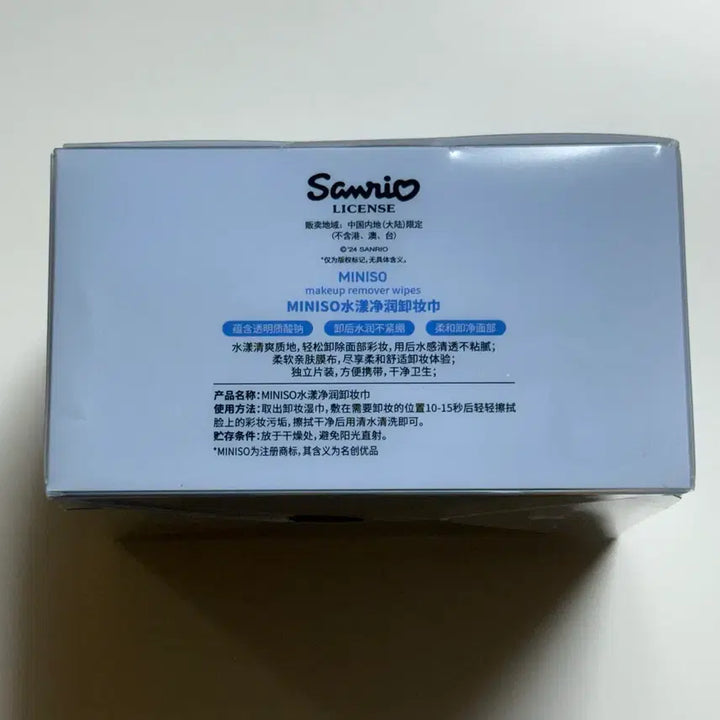 Sanrio
LICENSE
贩卖地域：中国内地(大陆)限定
(不含港、澳、台)
©'24 SANRIO
*仅为版权标记，无具体含义。
MINISO
makeup remover wipes
MINISO水漾净润卸妆巾
蕴含透明质酸钠 卸后水润不紧绷 柔和卸净面部
水漾清爽质地，轻松卸除面部彩妆，用后水感清透不粘腻；
柔软亲肤膜布，尽享柔和舒适卸妆体验；
独立片装，方便携带，干净卫生；
产品名称：MINISO水漾净润卸妆巾
使用方法：取出卸妆湿巾，敷在需要卸妆的位置10-15秒后轻轻擦拭
脸上的彩妆污垢，擦拭干净后用清水清洗即可。
贮存条件：放于干燥处，避免阳光直射。
*MINISO为注册商标，其含义为名创优品